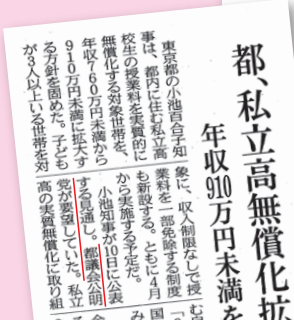 都、私立高無償化拡
年収910万円未満を
東京都の小池百合子知
事は、都内に住む私立高
校生の授業料を実質的に
無償化する対象世帯を、
年収760万円未満から
910万円未満に拡大す
る方針を固めた。子ども
が3人以上いる世帯を対
象に、収入制限なしで授
業料を一部免除する制度
も新設する。ともに4月
から実施する予定だ。
小池知事が10日に公表
する見通し。都議会公明
党が要望していた。私立
高の実質無償化に取り組